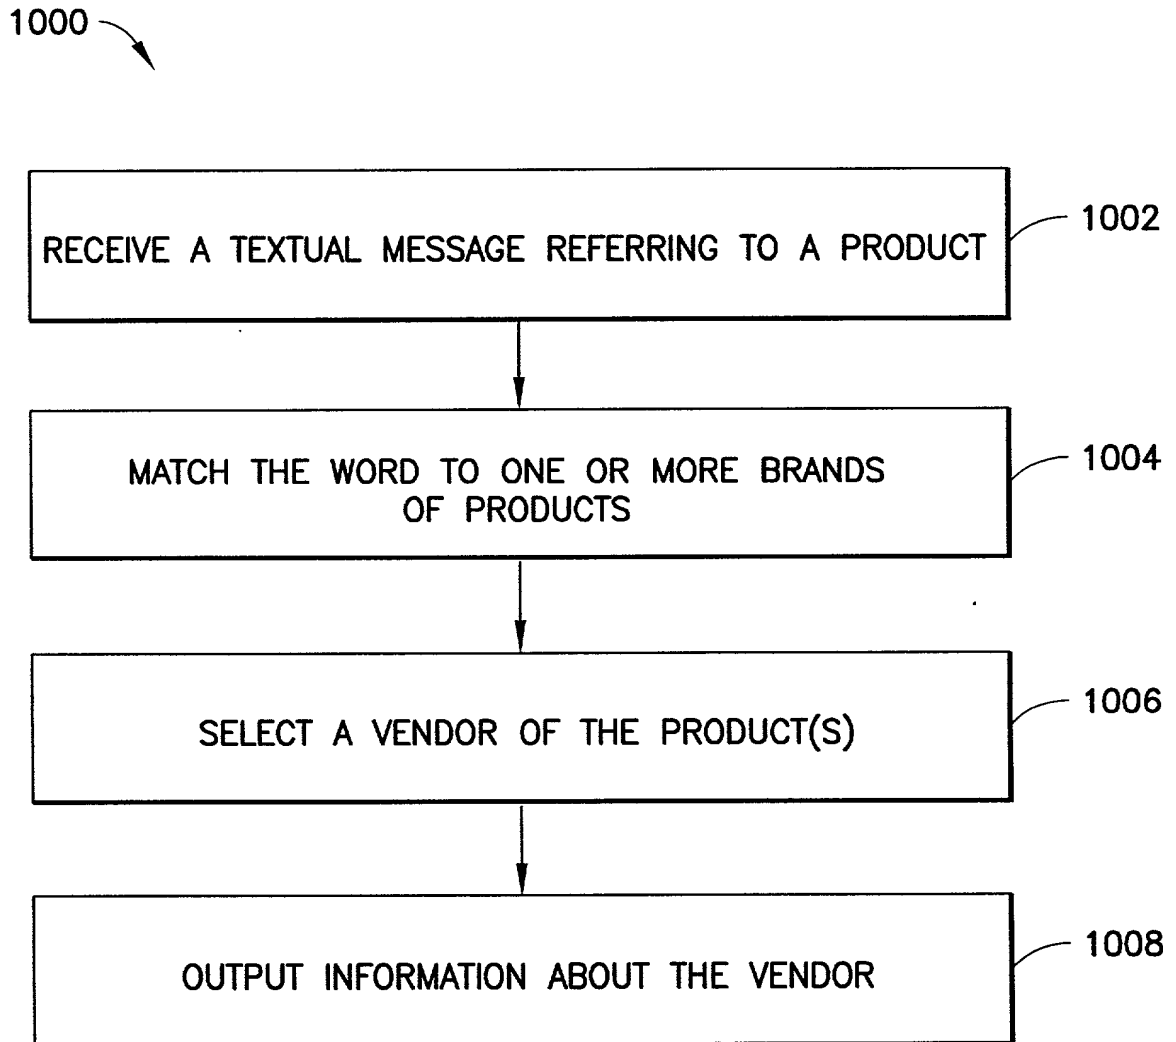 1000
RECEIVE A TEXTUAL MESSAGE REFERRING TO A PRODUCT
1002
MATCH THE WORD TO ONE OR MORE BRANDS
OF PRODUCTS
1004
SELECT A VENDOR OF THE PRODUCT(S)
1006
OUTPUT INFORMATION ABOUT THE VENDOR
1008